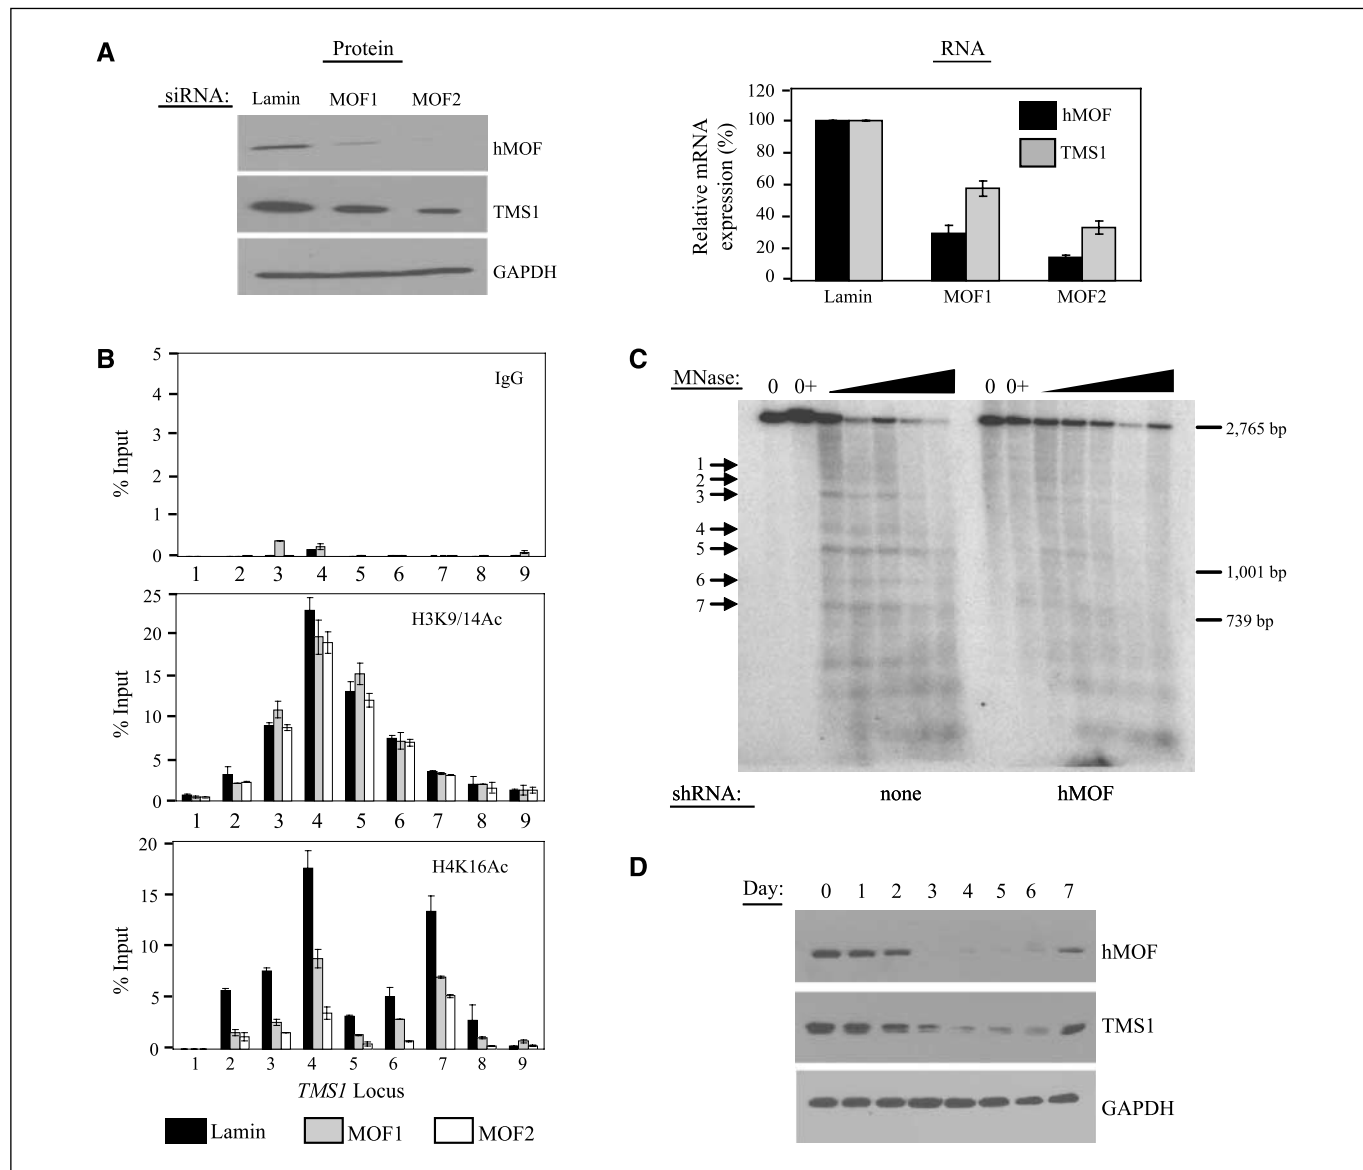 A
Protein
siRNA: Lamin MOF1 MOF2
hMOF
TMS1
GAPDH
RNA
Relative mRNA
expression (%)
120
100
80
60
40
20
0
hMOF
TMS1
Lamin MOF1 MOF2
B
% Input
5
4
3
2
1
0
IgG
1 2 3 4 5 6 7 8 9
% Input
25
20
15
10
5
0
H3K9/14Ac
1 2 3 4 5 6 7 8 9
% Input
20
15
10
5
0
H4K16Ac
1 2 3 4 5 6 7 8 9
TMS1 Locus
Lamin MOF1 MOF2
C
MNase: 0 0+ 0 0+
1
2
3
4
5
6
7
2,765 bp
1,001 bp
739 bp
shRNA: none hMOF
D
Day: 0 1 2 3 4 5 6 7
hMOF
TMS1
GAPDH